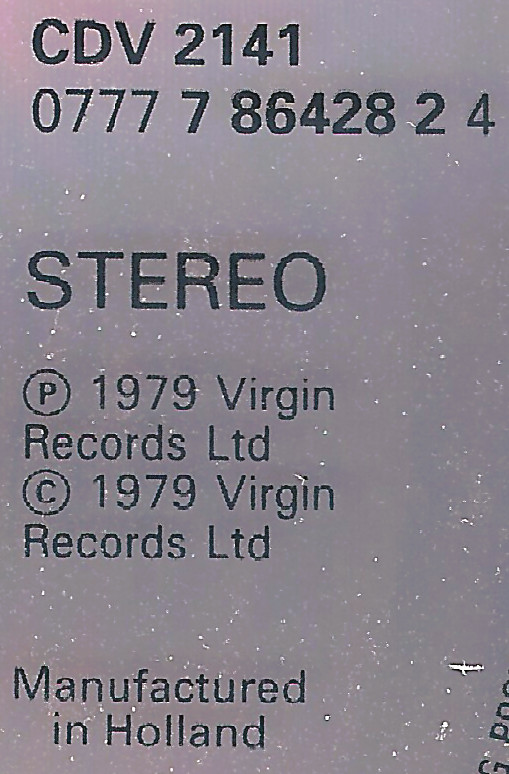 CDV 2141
0777 7 86428 2 4
STEREO
Ⓟ 1979 Virgin
Records Ltd
© 1979 Virgin
Records Ltd
Manufactured
in Holland